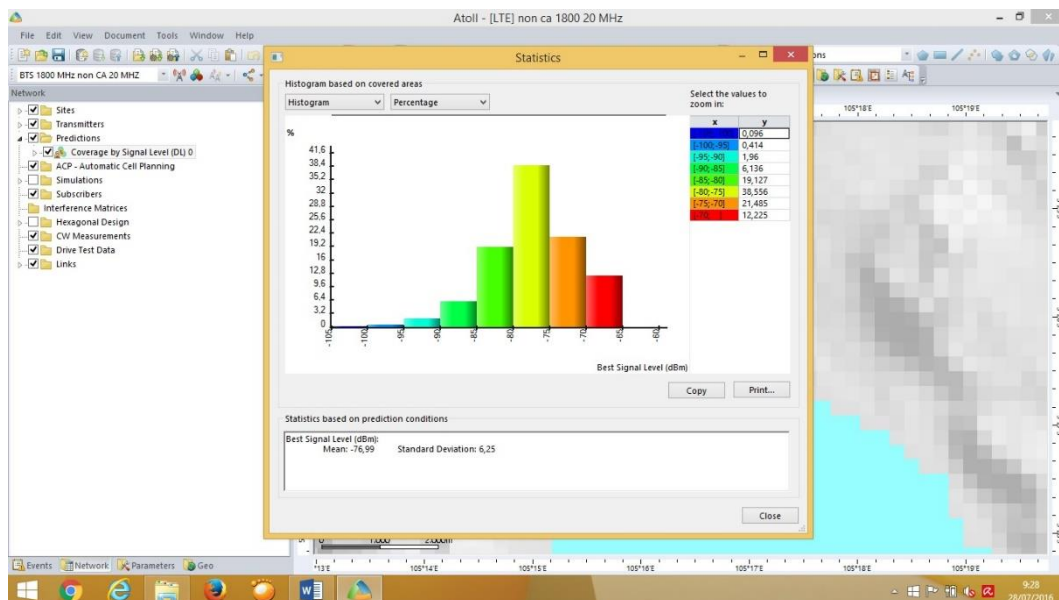 Atoll - [LTE] non ca 1800 20 MHz
File Edit View Document Tools Window Help
BTS 1800 MHz non CA 20 MHZ
Network
Sites
Transmitters
Predictions
Coverage by Signal Level (DL) 0
ACP - Automatic Cell Planning
Simulations
Subscribers
Interference Matrices
Hexagonal Design
CW Measurements
Drive Test Data
Links
Statistics
Histogram based on covered areas
Histogram Percentage
Select the values to
zoom in:
x y
0,096
[-100;-95) 0,414
[-95;-90) 1,96
[-90;-85) 6,136
[-85;-80) 19,127
[-80;-75) 38,556
[-75;-70) 21,485
12,225
%
41,6
38,4
35,2
32
28,8
25,6
22,4
19,2
16
12,8
9,6
6,4
3,2
0
-105 -100 -95 -90 -85 -80 -75 -70 -65 -60
Best Signal Level (dBm)
Copy Print...
Statistics based on prediction conditions
Best Signal Level (dBm):
Mean: -76,99 Standard Deviation: 6,25
Close
105°18'E 105°19'E
105°14'E 105°15'E 105°16'E 105°17'E 105°18'E 105°19'E
Events Network Parameters Geo
9:28
28/07/2016